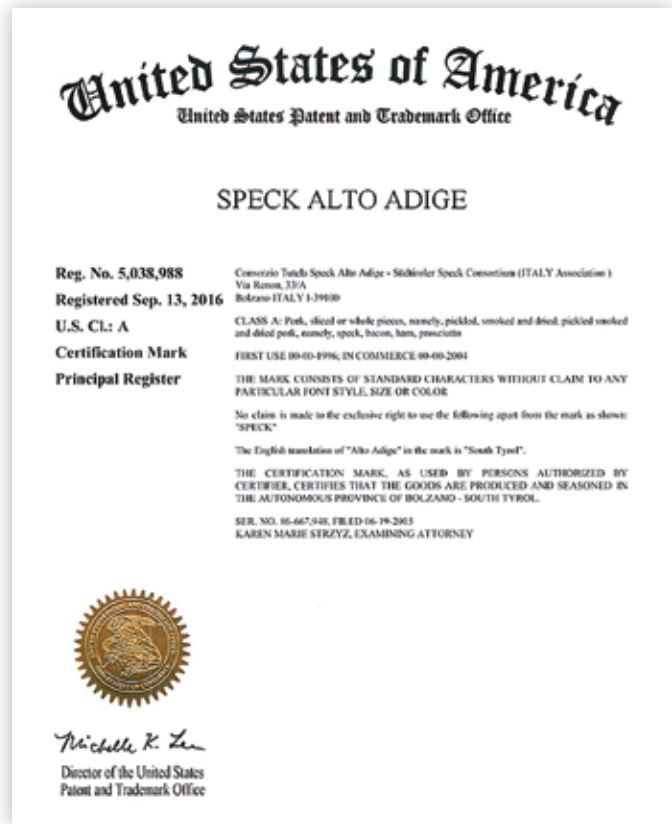 United States of America
United States Patent and Trademark Office
SPECK ALTO ADIGE
Reg. No. 5,038,988
Registered Sep. 13, 2016
U.S. Cl.: A
Certification Mark
Principal Register
Consorzio Tutela Speck Alto Adige - Südtiroler Speck Consortium (ITALY Association )
Via Renon, 33/A
Bolzano ITALY I-39100
CLASS A: Pork, sliced or whole pieces, namely, pickled, smoked and dried; pickled smoked
and dried pork, namely, speck, bacon, ham, prosciutto
FIRST USE 00-00-1996; IN COMMERCE 00-00-2004
THE MARK CONSISTS OF STANDARD CHARACTERS WITHOUT CLAIM TO ANY
PARTICULAR FONT STYLE, SIZE OR COLOR
No claim is made to the exclusive right to use the following apart from the mark as shown:
"SPECK"
The English translation of "Alto Adige" in the mark is "South Tyrol".
THE CERTIFICATION MARK, AS USED BY PERSONS AUTHORIZED BY
CERTIFIER, CERTIFIES THAT THE GOODS ARE PRODUCED AND SEASONED IN
THE AUTONOMOUS PROVINCE OF BOLZANO - SOUTH TYROL.
SER. NO. 86-667,948, FILED 06-19-2015
KAREN MARIE STRZYZ, EXAMINING ATTORNEY
Michelle K. Lee
Director of the United States
Patent and Trademark Office